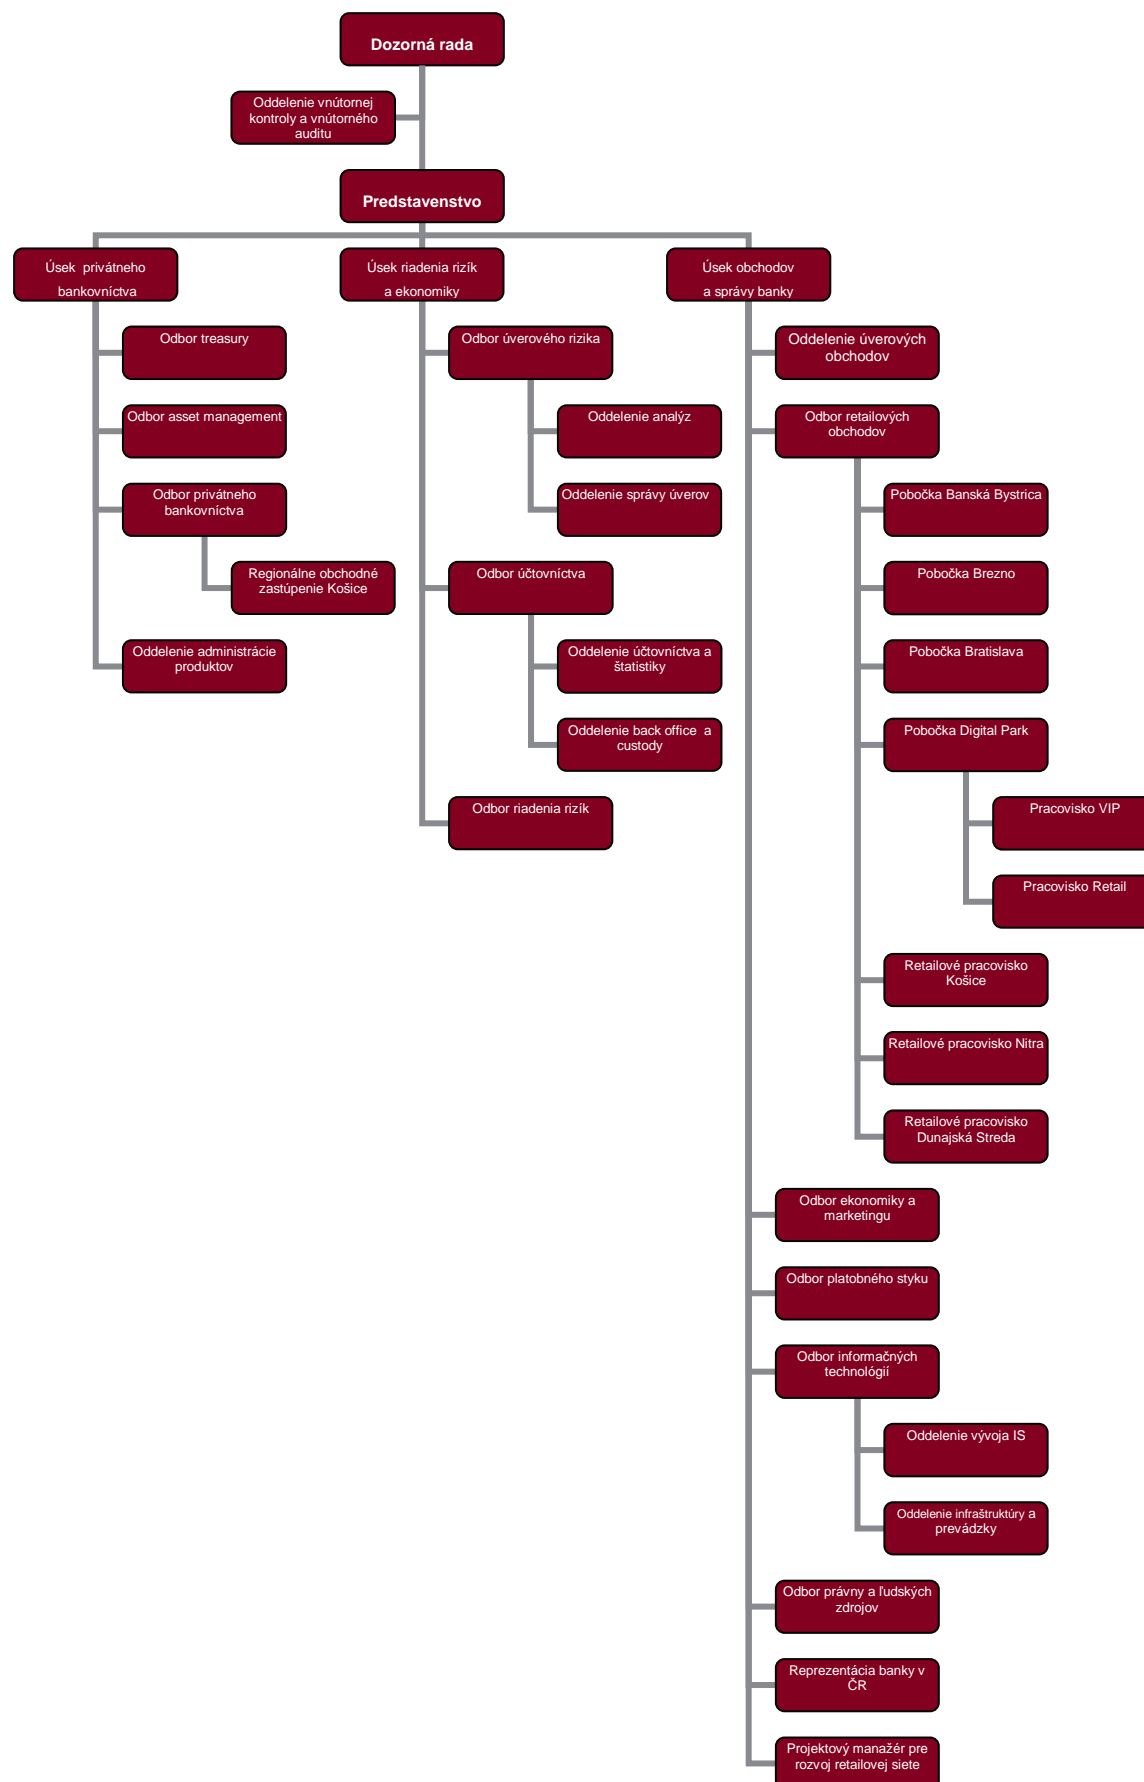 Dozorná rada
Oddelenie vnútornej
kontroly a vnútorného
auditu
Predstavenstvo
Úsek privátneho
bankovníctva
Úsek riadenia rizík
a ekonomiky
Úsek obchodov
a správy banky
Odbor treasury
Odbor asset management
Odbor privátneho
bankovníctva
Regionálne obchodné
zastúpenie Košice
Oddelenie administrácie
produktov
Odbor úverového rizika
Oddelenie analýz
Oddelenie správy úverov
Odbor účtovníctva
Oddelenie účtovníctva a
štatistiky
Oddelenie back office a
custody
Odbor riadenia rizík
Oddelenie úverových
obchodov
Odbor retailových
obchodov
Pobočka Banská Bystrica
Pobočka Brezno
Pobočka Bratislava
Pobočka Digital Park
Pracovisko VIP
Pracovisko Retail
Retailové pracovisko
Košice
Retailové pracovisko Nitra
Retailové pracovisko
Dunajská Streda
Odbor ekonomiky a
marketingu
Odbor platobného styku
Odbor informačných
technológií
Oddelenie vývoja IS
Oddelenie infraštruktúry a
prevádzky
Odbor právny a ľudských
zdrojov
Reprezentácia banky v
ČR
Projektový manažér pre
rozvoj retailovej siete